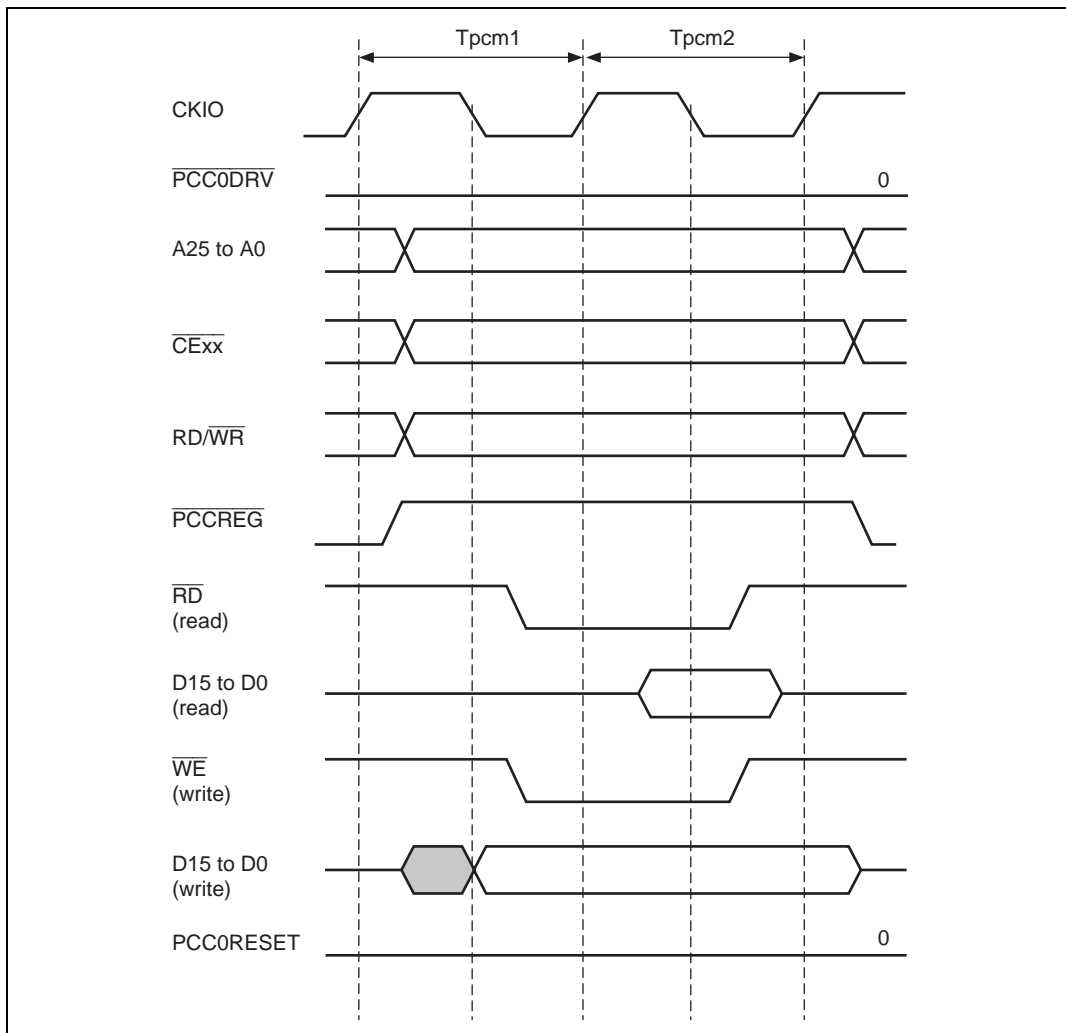 Tpcm1 Tpcm2
CKIO
PCC0DRV 0
A25 to A0
CExx
RD/WR
PCCREG
RD
(read)
D15 to D0
(read)
WE
(write)
D15 to D0
(write)
PCC0RESET 0